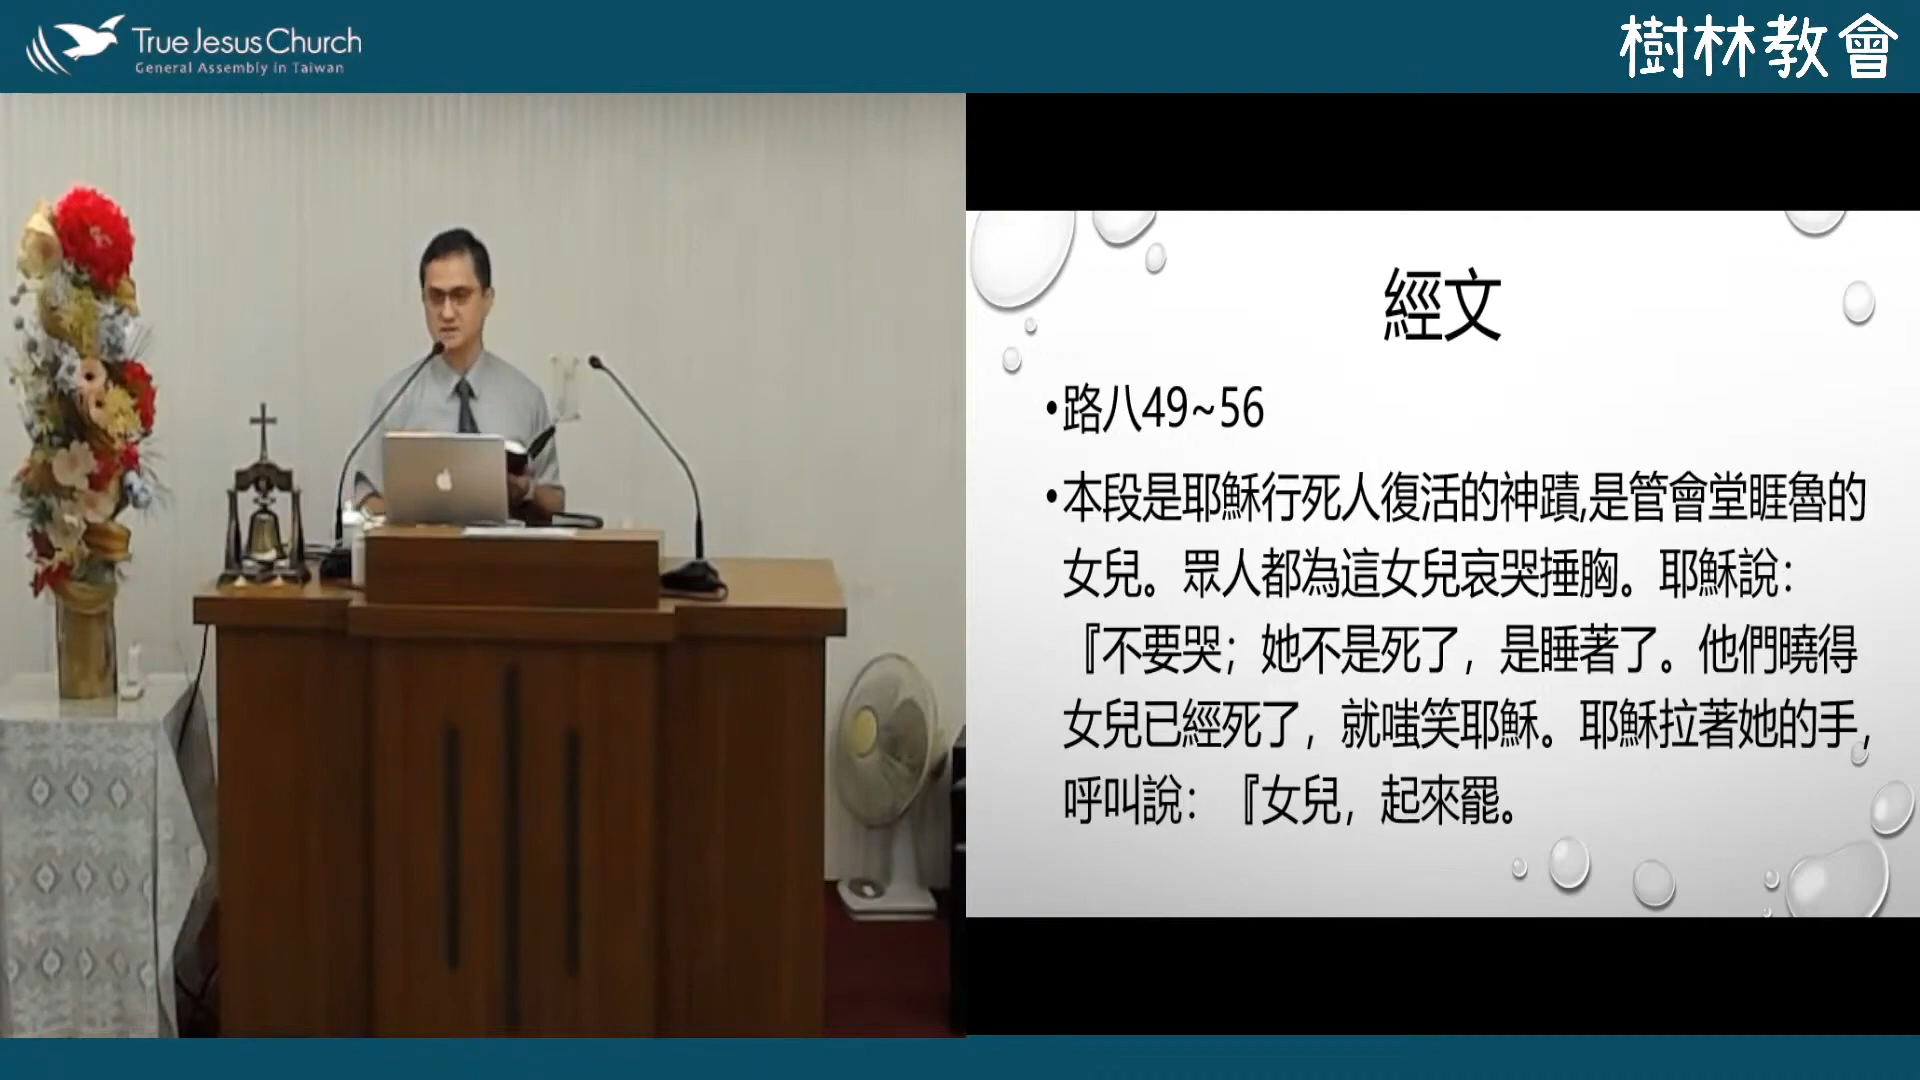 True Jesus Church
General Assembly in Taiwan
樹林教會
經文
•路八49~56
•本段是耶穌行死人復活的神蹟,是管會堂睚魯的
女兒。眾人都為這女兒哀哭捶胸。耶穌說：
『不要哭；她不是死了，是睡著了。他們曉得
女兒已經死了，就嗤笑耶穌。耶穌拉著她的手，
呼叫說：『女兒，起來罷。